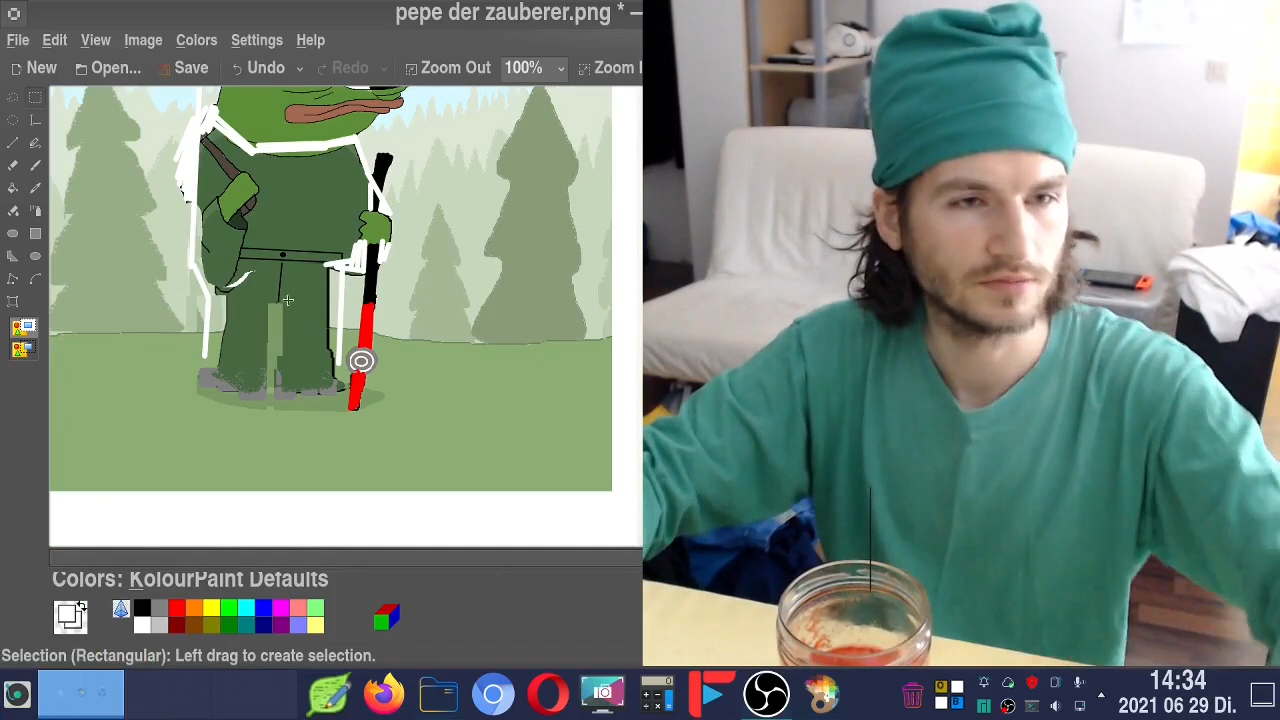 pepe der zauberer.png * —
File Edit View Image Colors Settings Help
New Open... Save Undo Redo Zoom Out 100% Zoom I
Colors: KolourPaint Defaults
Selection (Rectangular): Left drag to create selection.
14:34
2021 06 29 Di.